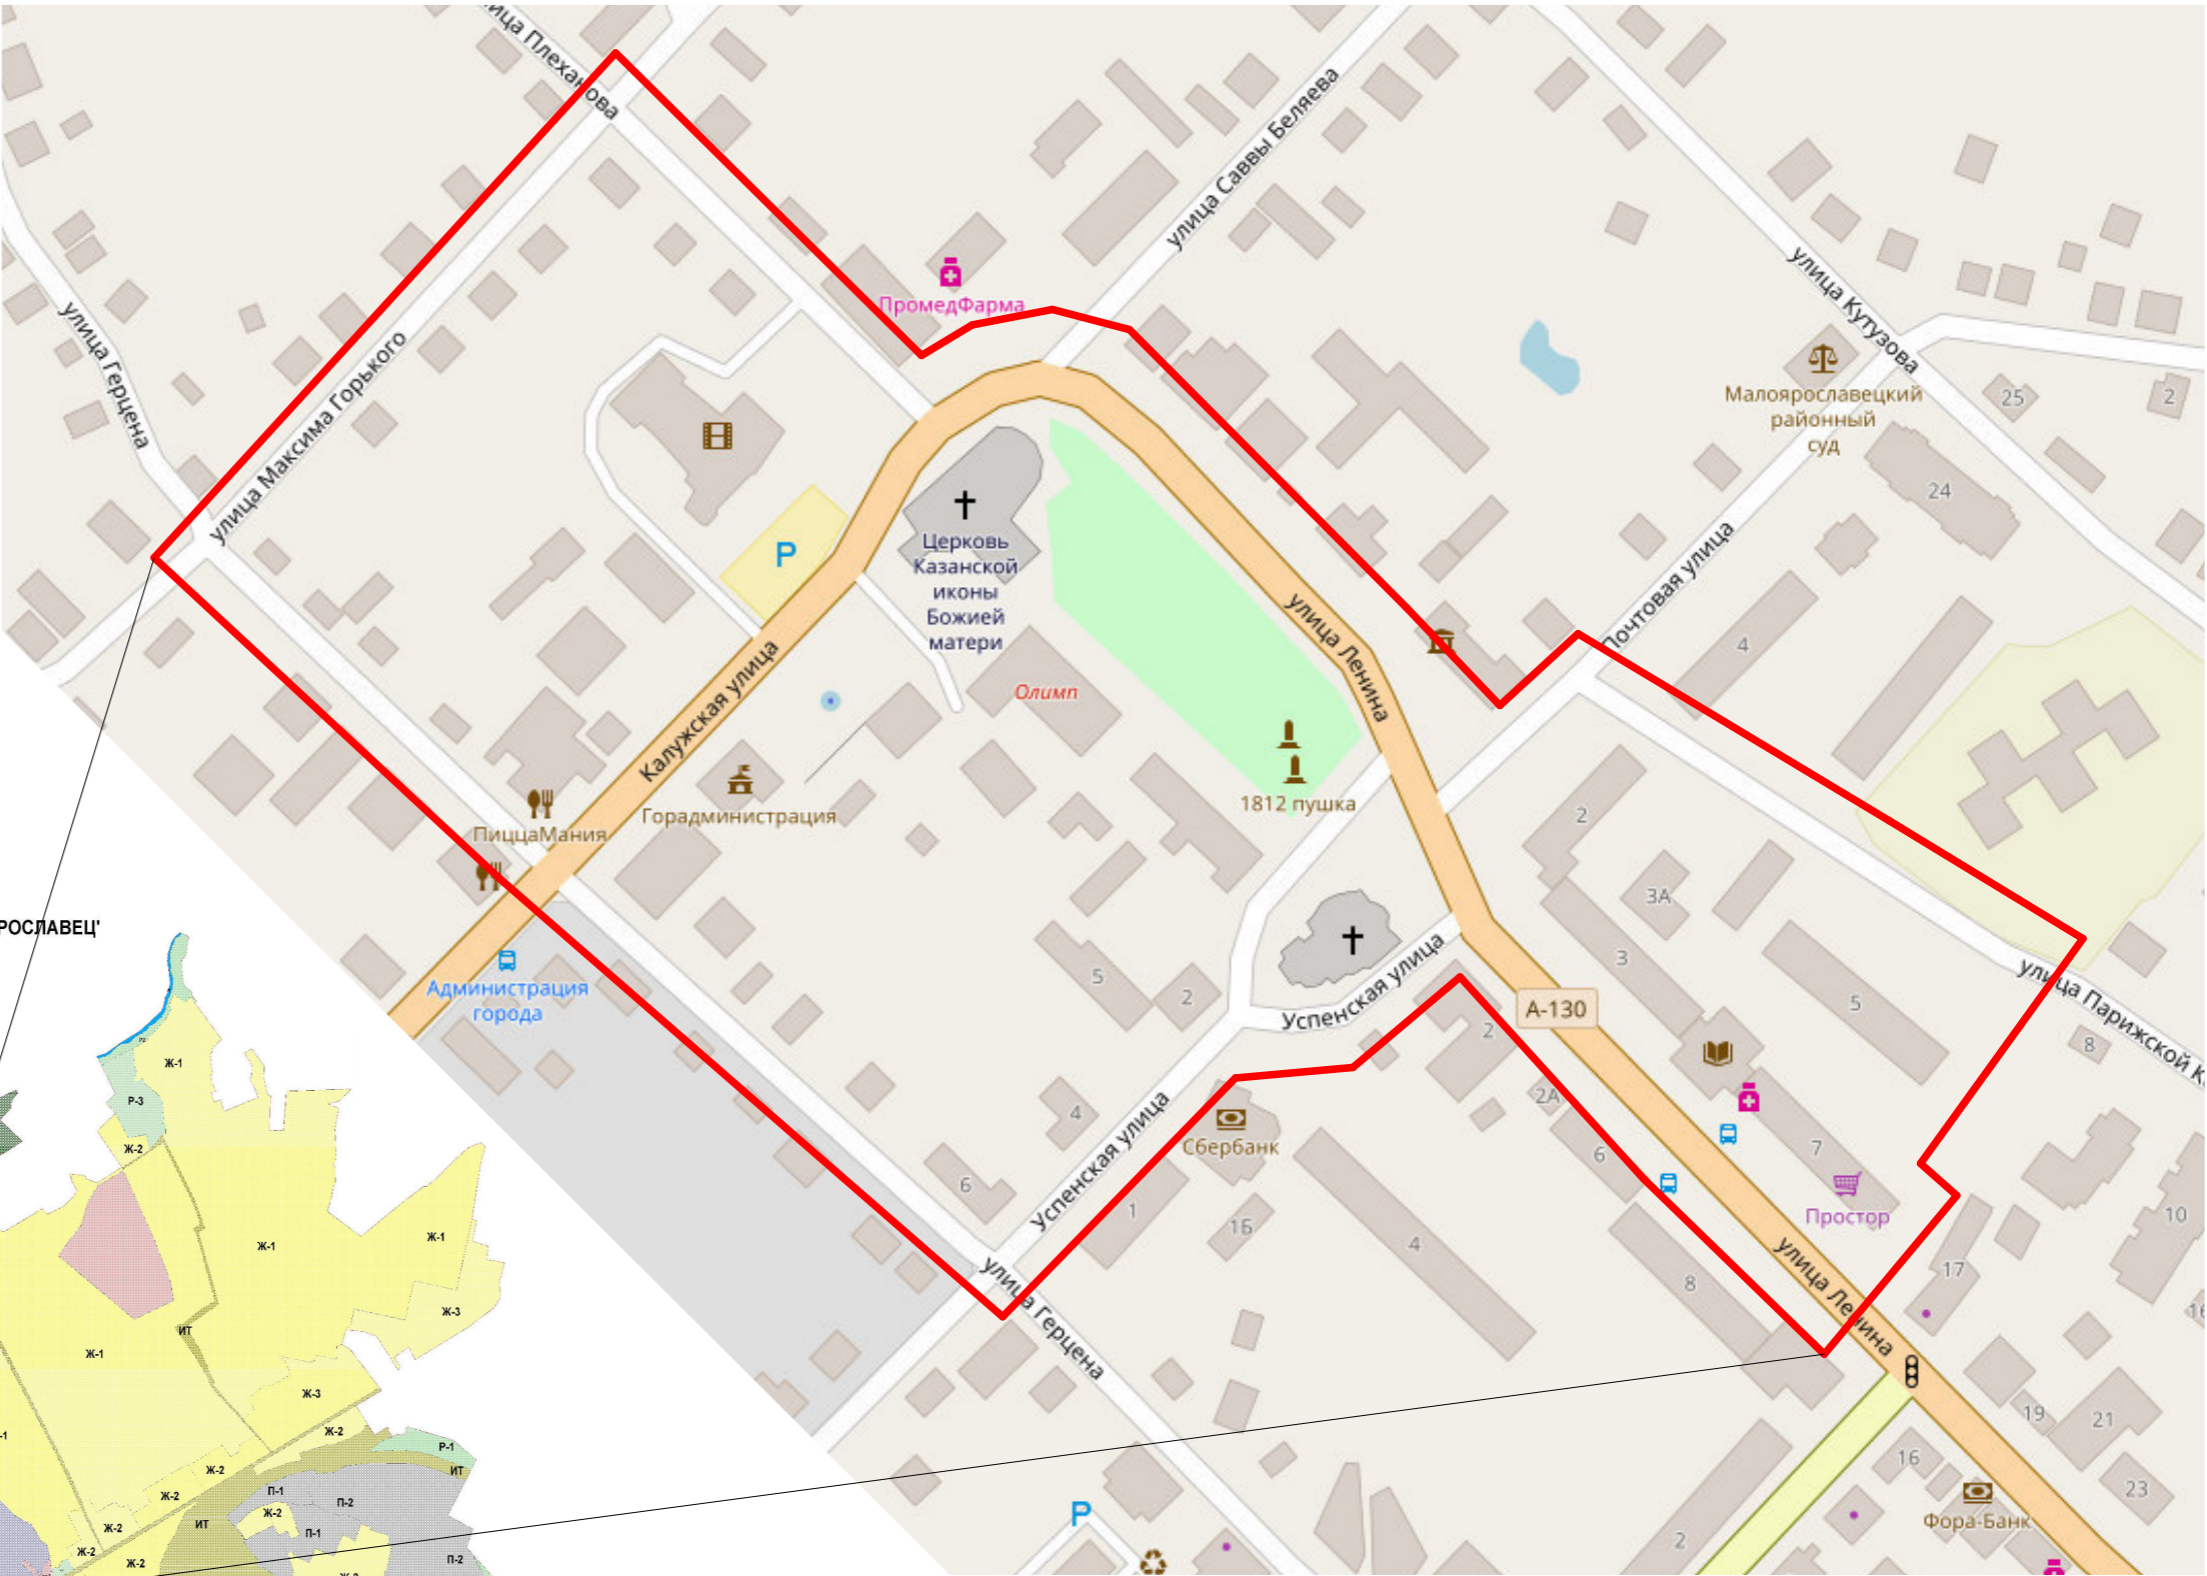 улица Плеханова
улица Саввы Беляева
ПромедФарма
улица Кутузова
улица Герцена
улица Максима Горького
Малоярославецкий
районный
суд
25
2
24
P
Церковь
Казанской
иконы
Божией
матери
Почтовая улица
улица Ленина
4
Олимп
Калужская улица
1812 пушка
Горадминистрация
ПиццаМания
2
3А
3
5
Администрация
города
РОСЛАВЕЦ'
5
2
Успенская улица
2
А-130
улица Парижской К
8
2А
6
7
Простор
Сбербанк
4
6
Успенская улица
1
1Б
4
8
улица Ленина
17
10
16
улица Герцена
19
21
16
23
Фора-Банк
2
P
Р2
Ж-1
Р-3
Ж-2
Ж-1
Ж-1
Ж-3
ИТ
Ж-1
Ж-3
Ж-2
Р-1
-1
Ж-2
ИТ
П-1
П-2
Ж-2
Ж-2
ИТ
П-1
Ж-2
Ж-2
Ж-2
П-2